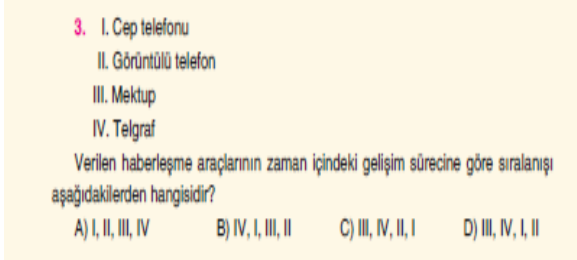 3. I. Cep telefonu
II. Görüntülü telefon
III. Mektup
IV. Telgraf
Verilen haberleşme araçlarının zaman içindeki gelişim sürecine göre sıralanışı
aşağıdakilerden hangisidir?
A) I, II, III, IV B) IV, I, III, II C) III, IV, II, I D) III, IV, I, II